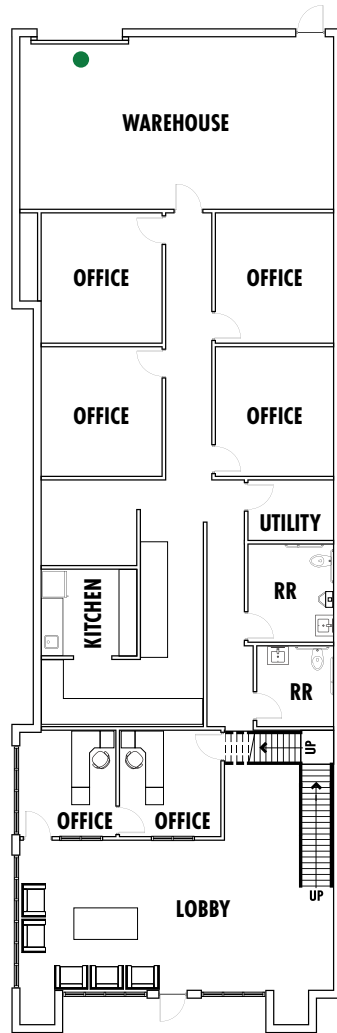 WAREHOUSE
OFFICE
OFFICE
OFFICE
OFFICE
UTILITY
KITCHEN
RR
RR
UP
OFFICE
OFFICE
UP
LOBBY